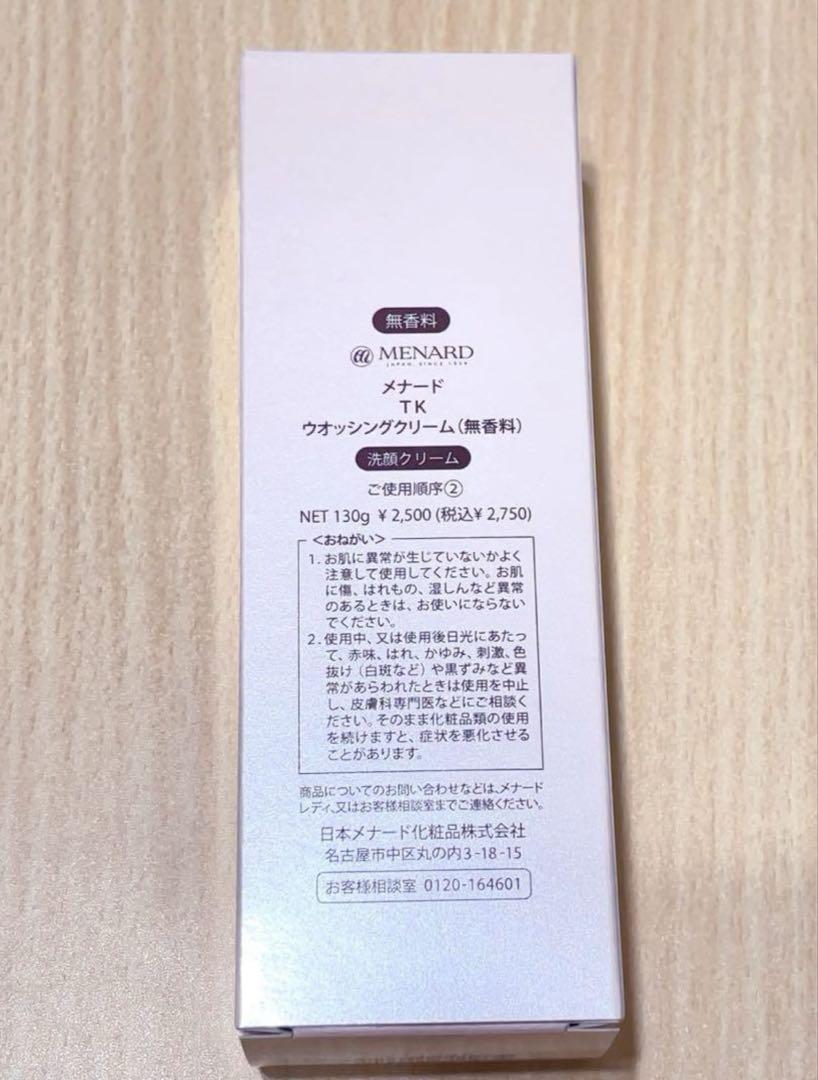 無香料
MENARD
JAPAN, SINCE 1959
メナード
TK
ウオッシングクリーム(無香料)
洗顔クリーム
ご使用順序②
NET 130g ¥2,500(税込¥2,750)
<おねがい>
1. お肌に異常が生じていないかよく
注意して使用してください。お肌
に傷、はれもの、湿しんなど異常
のあるときは、お使いにならない
でください。
2. 使用中、又は使用後日光にあたっ
て、赤味、はれ、かゆみ、刺激、色
抜け(白斑など)や黒ずみなど異
常があらわれたときは使用を中止
し、皮膚科専門医などにご相談く
ださい。そのまま化粧品類の使用
を続けますと、症状を悪化させる
ことがあります。
商品についてのお問い合わせなどは、メナード
レディ、又はお客様相談室までご連絡ください。
日本メナード化粧品株式会社
名古屋市中区丸の内3-18-15
お客様相談室 0120-164601